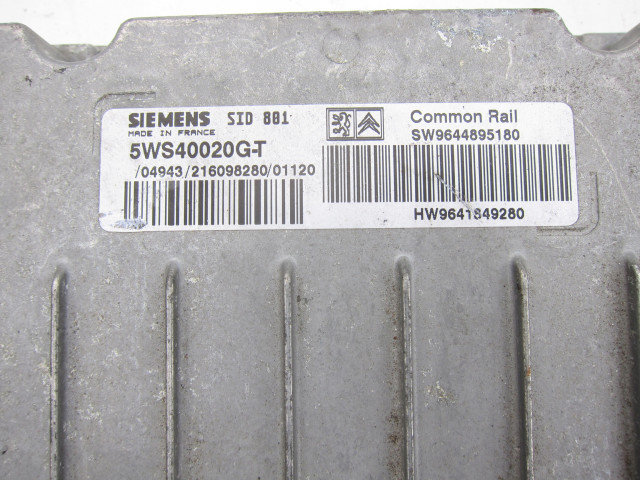 SIEMENS SID 801
MADE IN FRANCE
5WS40020G-T
/04943/216098280/01120
Common Rail
SW9644895180
HW9641849280